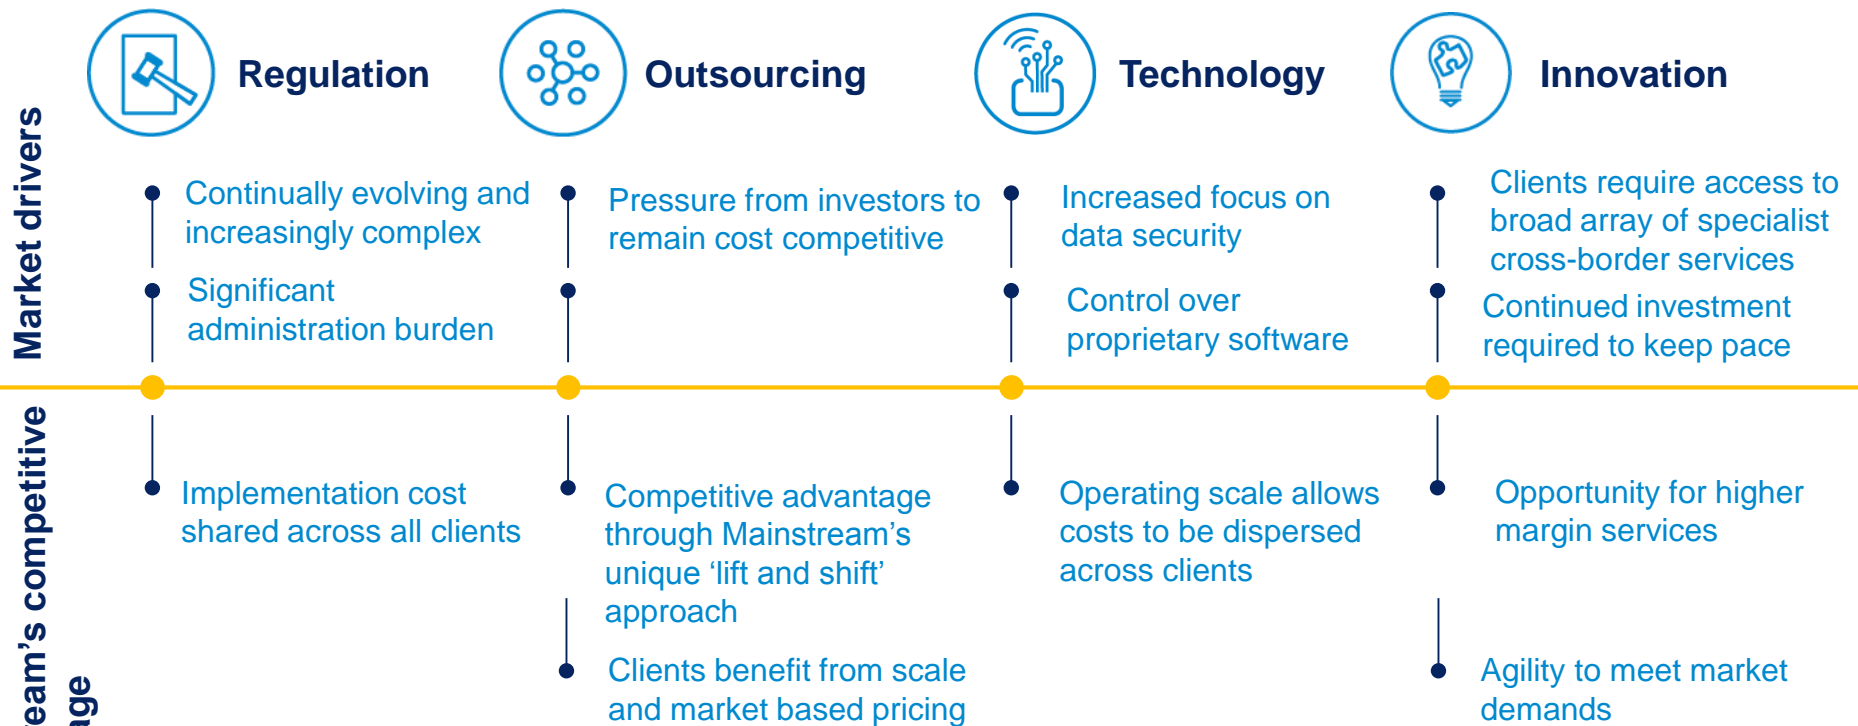 Market drivers
Regulation
Continually evolving and
increasingly complex
Significant
administration burden
Outsourcing
Pressure from investors to
remain cost competitive
Technology
Increased focus on
data security
Control over
proprietary software
Innovation
Clients require access to
broad array of specialist
cross-border services
Continued investment
required to keep pace
competitive
Implementation cost
shared across all clients
Competitive advantage
through Mainstream’s
unique ‘lift and shift’
approach
Clients benefit from scale
and market based pricing
Operating scale allows
costs to be dispersed
across clients
Opportunity for higher
margin services
Agility to meet market
demands